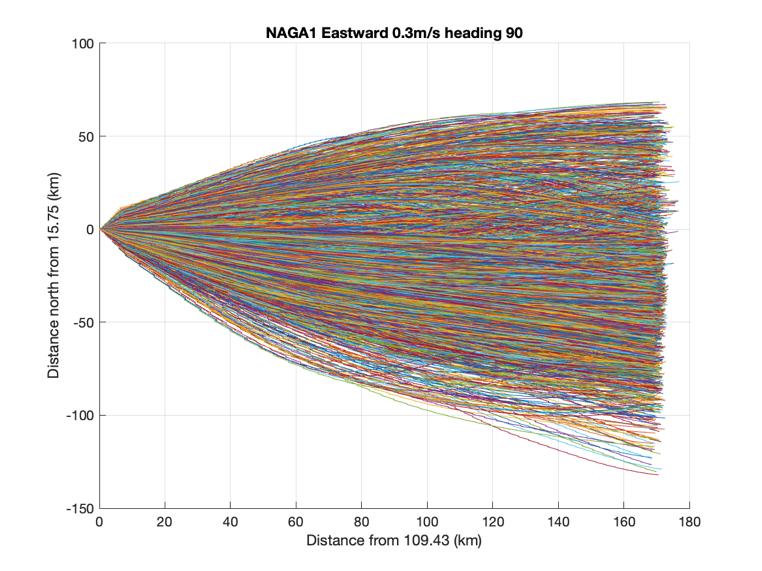 NAGA1 Eastward 0.3m/s heading 90
100
50
0
-50
-100
-150
Distance north from 15.75 (km)
0 20 40 60 80 100 120 140 160 180
Distance from 109.43 (km)